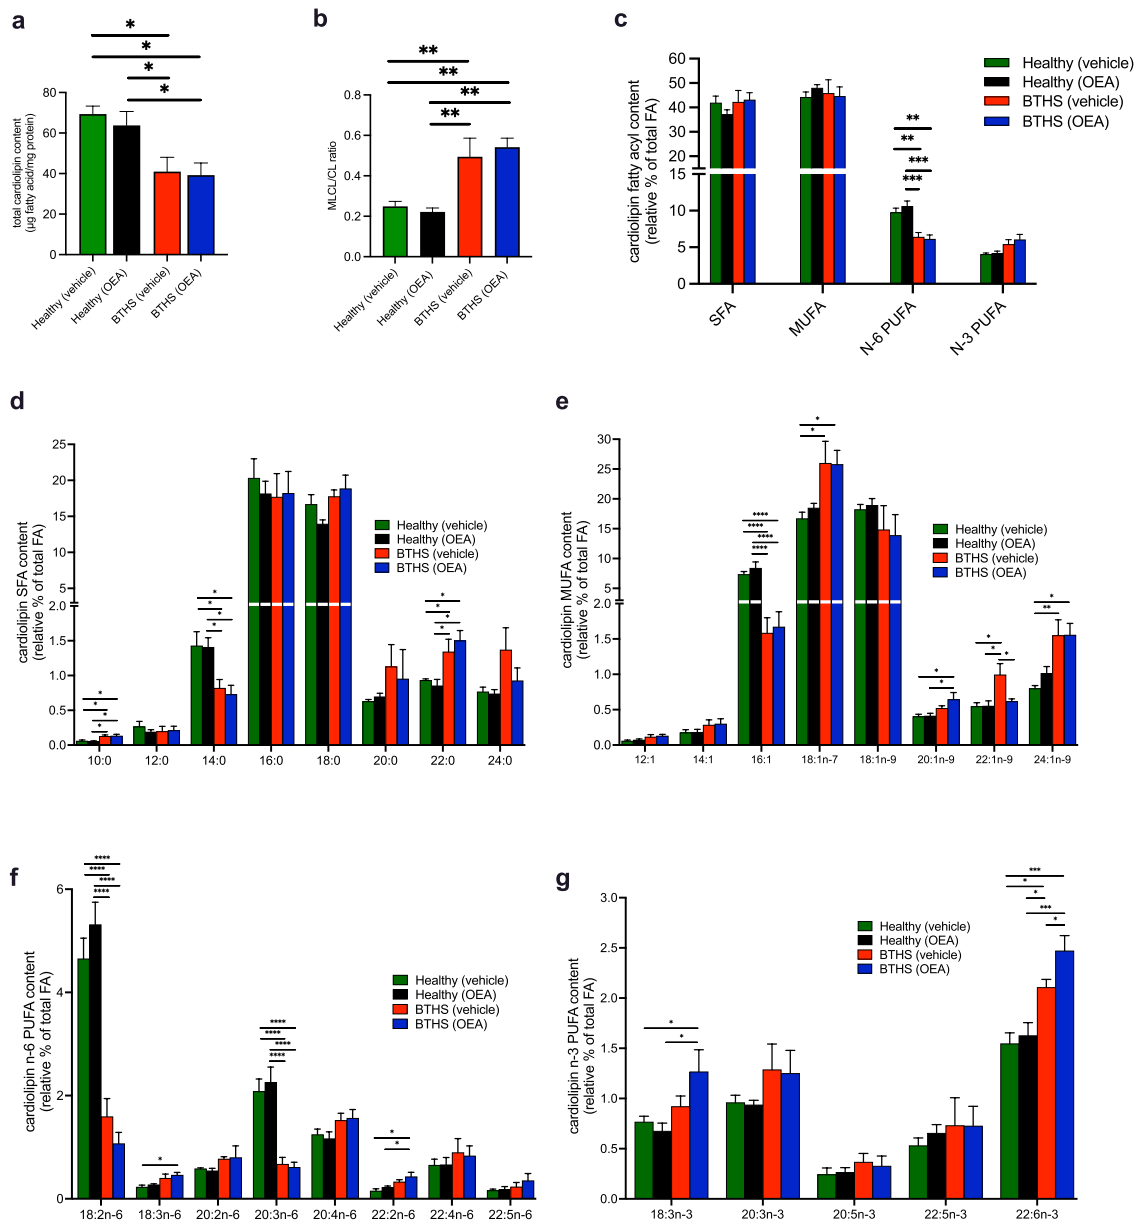 a
*
*
*
*
total cardiolipin content
(µg fatty acid/mg protein)
80
60
40
20
0
Healthy (vehicle)
Healthy (OEA)
BTHS (vehicle)
BTHS (OEA)
b
**
**
**
**
MLCL/CL ratio
0.8
0.6
0.4
0.2
0.0
Healthy (vehicle)
Healthy (OEA)
BTHS (vehicle)
BTHS (OEA)
c
cardiolipin fatty acyl content
(relative % of total FA)
60
50
40
30
20
15
10
5
0
**
**
***
***
SFA
MUFA
N-6 PUFA
N-3 PUFA
Healthy (vehicle)
Healthy (OEA)
BTHS (vehicle)
BTHS (OEA)
d
cardiolipin SFA content
(relative % of total FA)
25
20
15
10
5
2.0
1.5
1.0
0.5
0.0
*
*
*
*
*
*
*
*
*
*
*
*
10:0 12:0 14:0 16:0 18:0 20:0 22:0 24:0
Healthy (vehicle)
Healthy (OEA)
BTHS (vehicle)
BTHS (OEA)
e
cardiolipin MUFA content
(relative % of total FA)
30
25
20
15
10
5
2.0
1.5
1.0
0.5
0.0
****
****
****
****
*
*
*
*
*
*
*
*
**
12:1 14:1 16:1 18:1n-7 18:1n-9 20:1n-9 22:1n-9 24:1n-9
Healthy (vehicle)
Healthy (OEA)
BTHS (vehicle)
BTHS (OEA)
f
cardiolipin n-6 PUFA content
(relative % of total FA)
6
4
2
0
****
****
****
****
*
****
****
****
****
*
*
18:2n-6 18:3n-6 20:2n-6 20:3n-6 20:4n-6 22:2n-6 22:4n-6 22:5n-6
Healthy (vehicle)
Healthy (OEA)
BTHS (vehicle)
BTHS (OEA)
g
cardiolipin n-3 PUFA content
(relative % of total FA)
3.0
2.5
2.0
1.5
1.0
0.5
0.0
*
*
***
*
*
***
*
18:3n-3 20:3n-3 20:5n-3 22:5n-3 22:6n-3
Healthy (vehicle)
Healthy (OEA)
BTHS (vehicle)
BTHS (OEA)